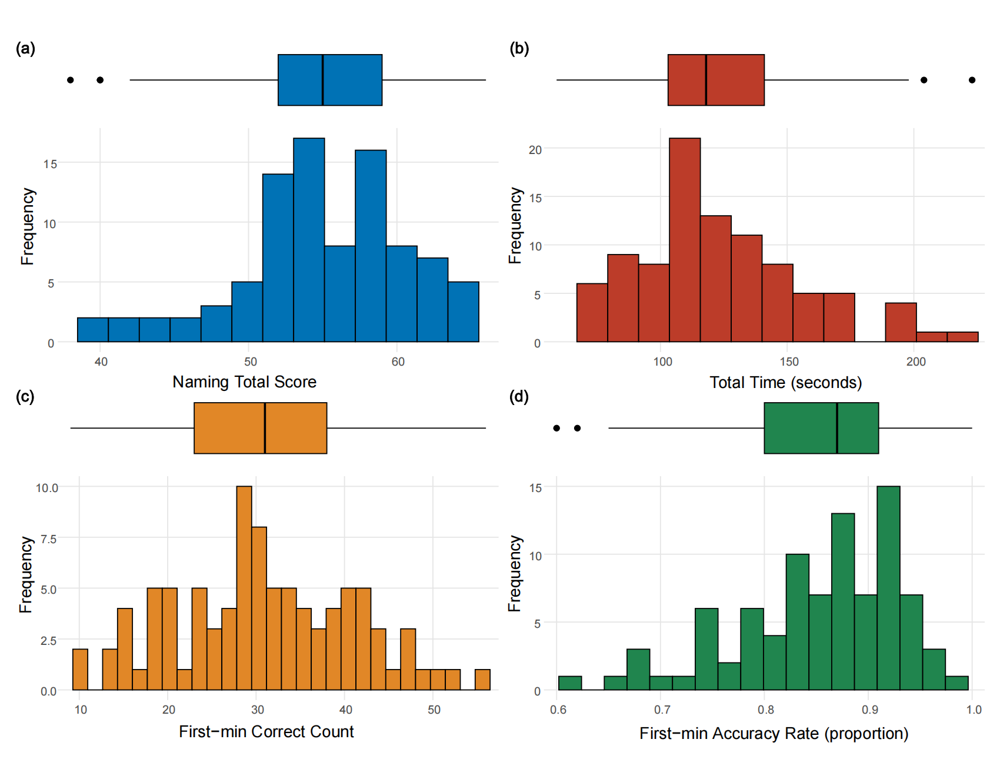 (a)
Frequency
15
10
5
0
40 50 60
Naming Total Score
(b)
Frequency
20
15
10
5
0
100 150 200
Total Time (seconds)
(c)
Frequency
10.0
7.5
5.0
2.5
0.0
10 20 30 40 50
First−min Correct Count
(d)
Frequency
15
10
5
0
0.6 0.7 0.8 0.9 1.0
First−min Accuracy Rate (proportion)